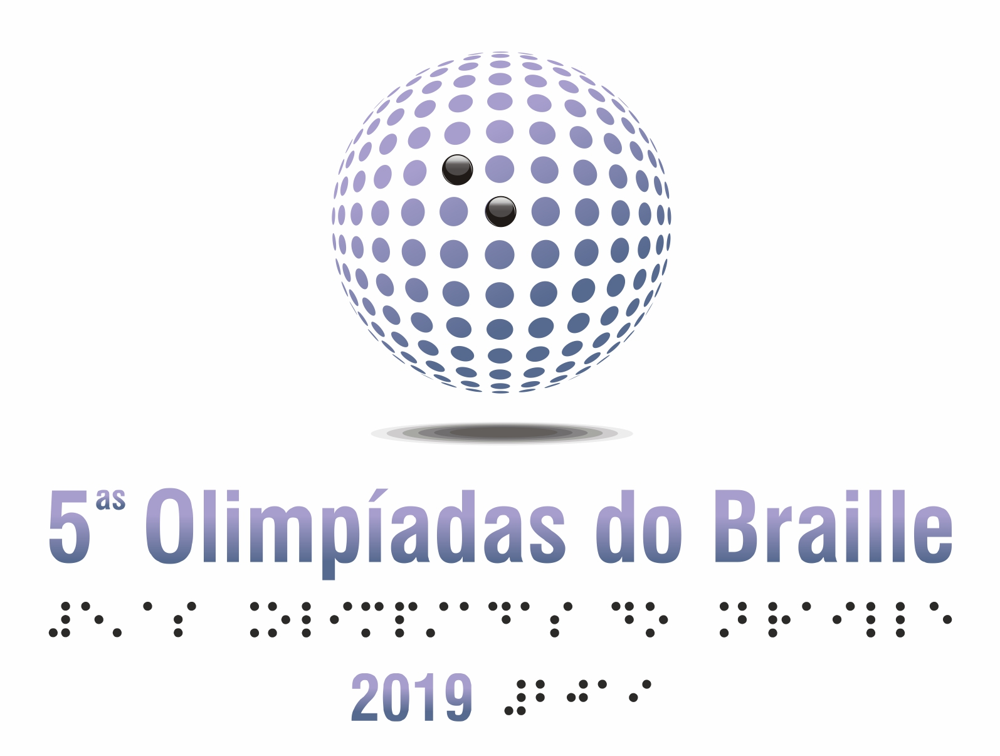 5as Olimpíadas do Braille
⠼⠑⠄⠁⠎ ⠨⠕⠇⠊⠍⠏⠌⠁⠙⠁⠎ ⠙⠕ ⠨⠃⠗⠁⠊⠇⠇⠑
2019 ⠼⠃⠚⠁⠊